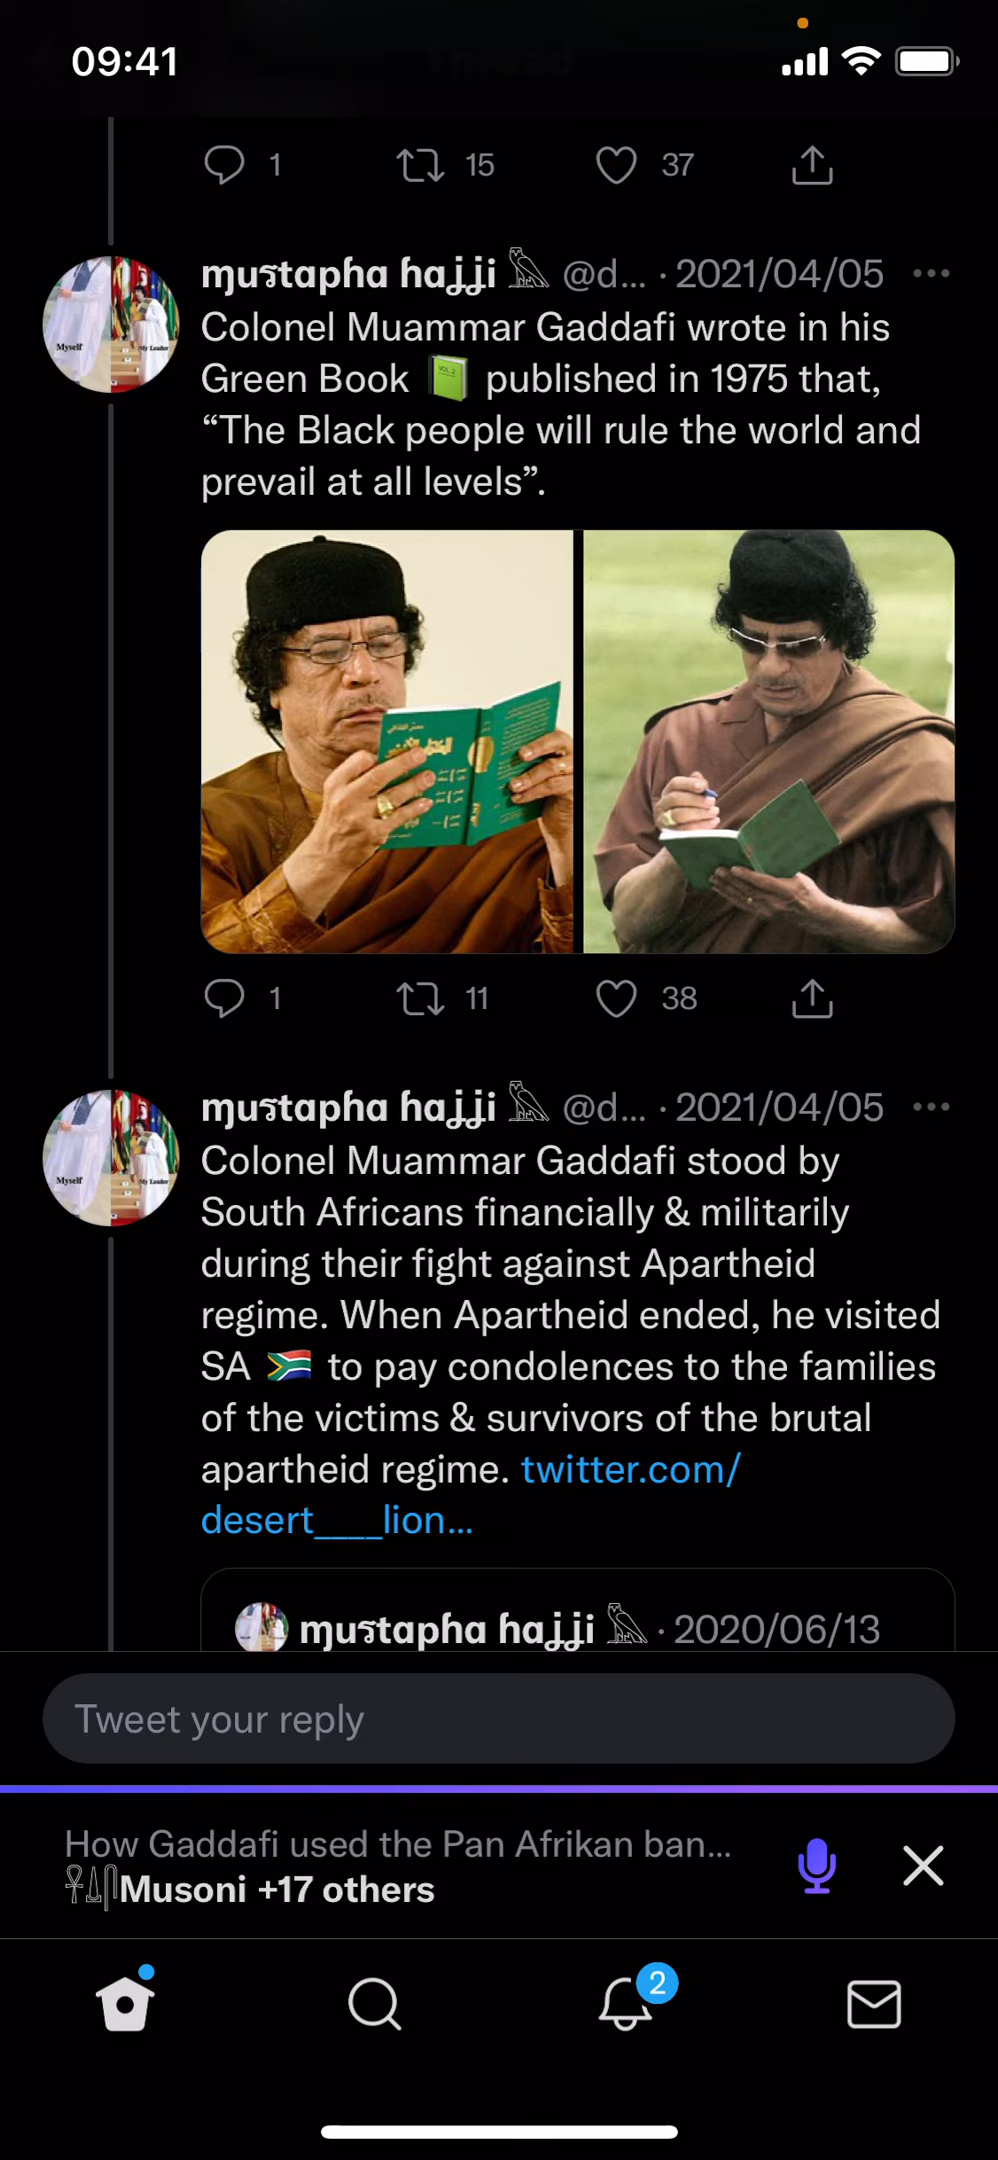 09:41
1 15 37
mustapha hajji 𓅓 @d... · 2021/04/05
Colonel Muammar Gaddafi wrote in his
Green Book 📗 published in 1975 that,
“The Black people will rule the world and
prevail at all levels”.
1 11 38
mustapha hajji 𓅓 @d... · 2021/04/05
Colonel Muammar Gaddafi stood by
South Africans financially & militarily
during their fight against Apartheid
regime. When Apartheid ended, he visited
SA 🇿🇦 to pay condolences to the families
of the victims & survivors of the brutal
apartheid regime. twitter.com/
desert____lion...
Myself My Leader
mustapha hajji 𓅓 · 2020/06/13
Tweet your reply
How Gaddafi used the Pan Afrikan ban...
Musoni +17 others
2